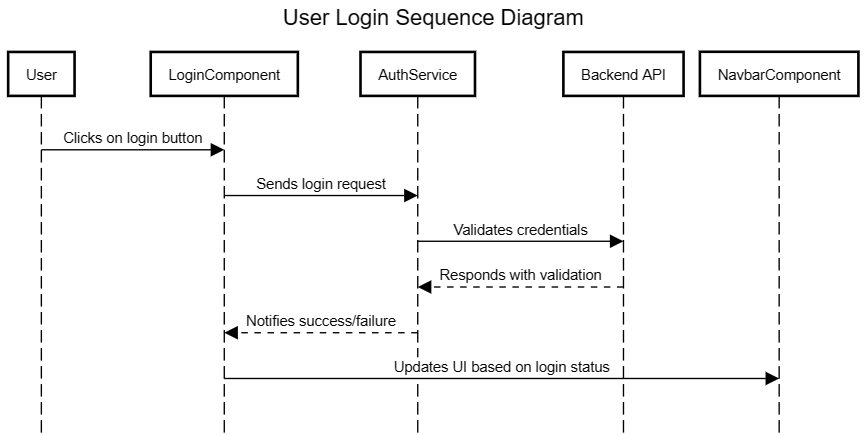 User Login Sequence Diagram
User
LoginComponent
AuthService
Backend API
NavbarComponent
Clicks on login button
Sends login request
Validates credentials
Responds with validation
Notifies success/failure
Updates UI based on login status